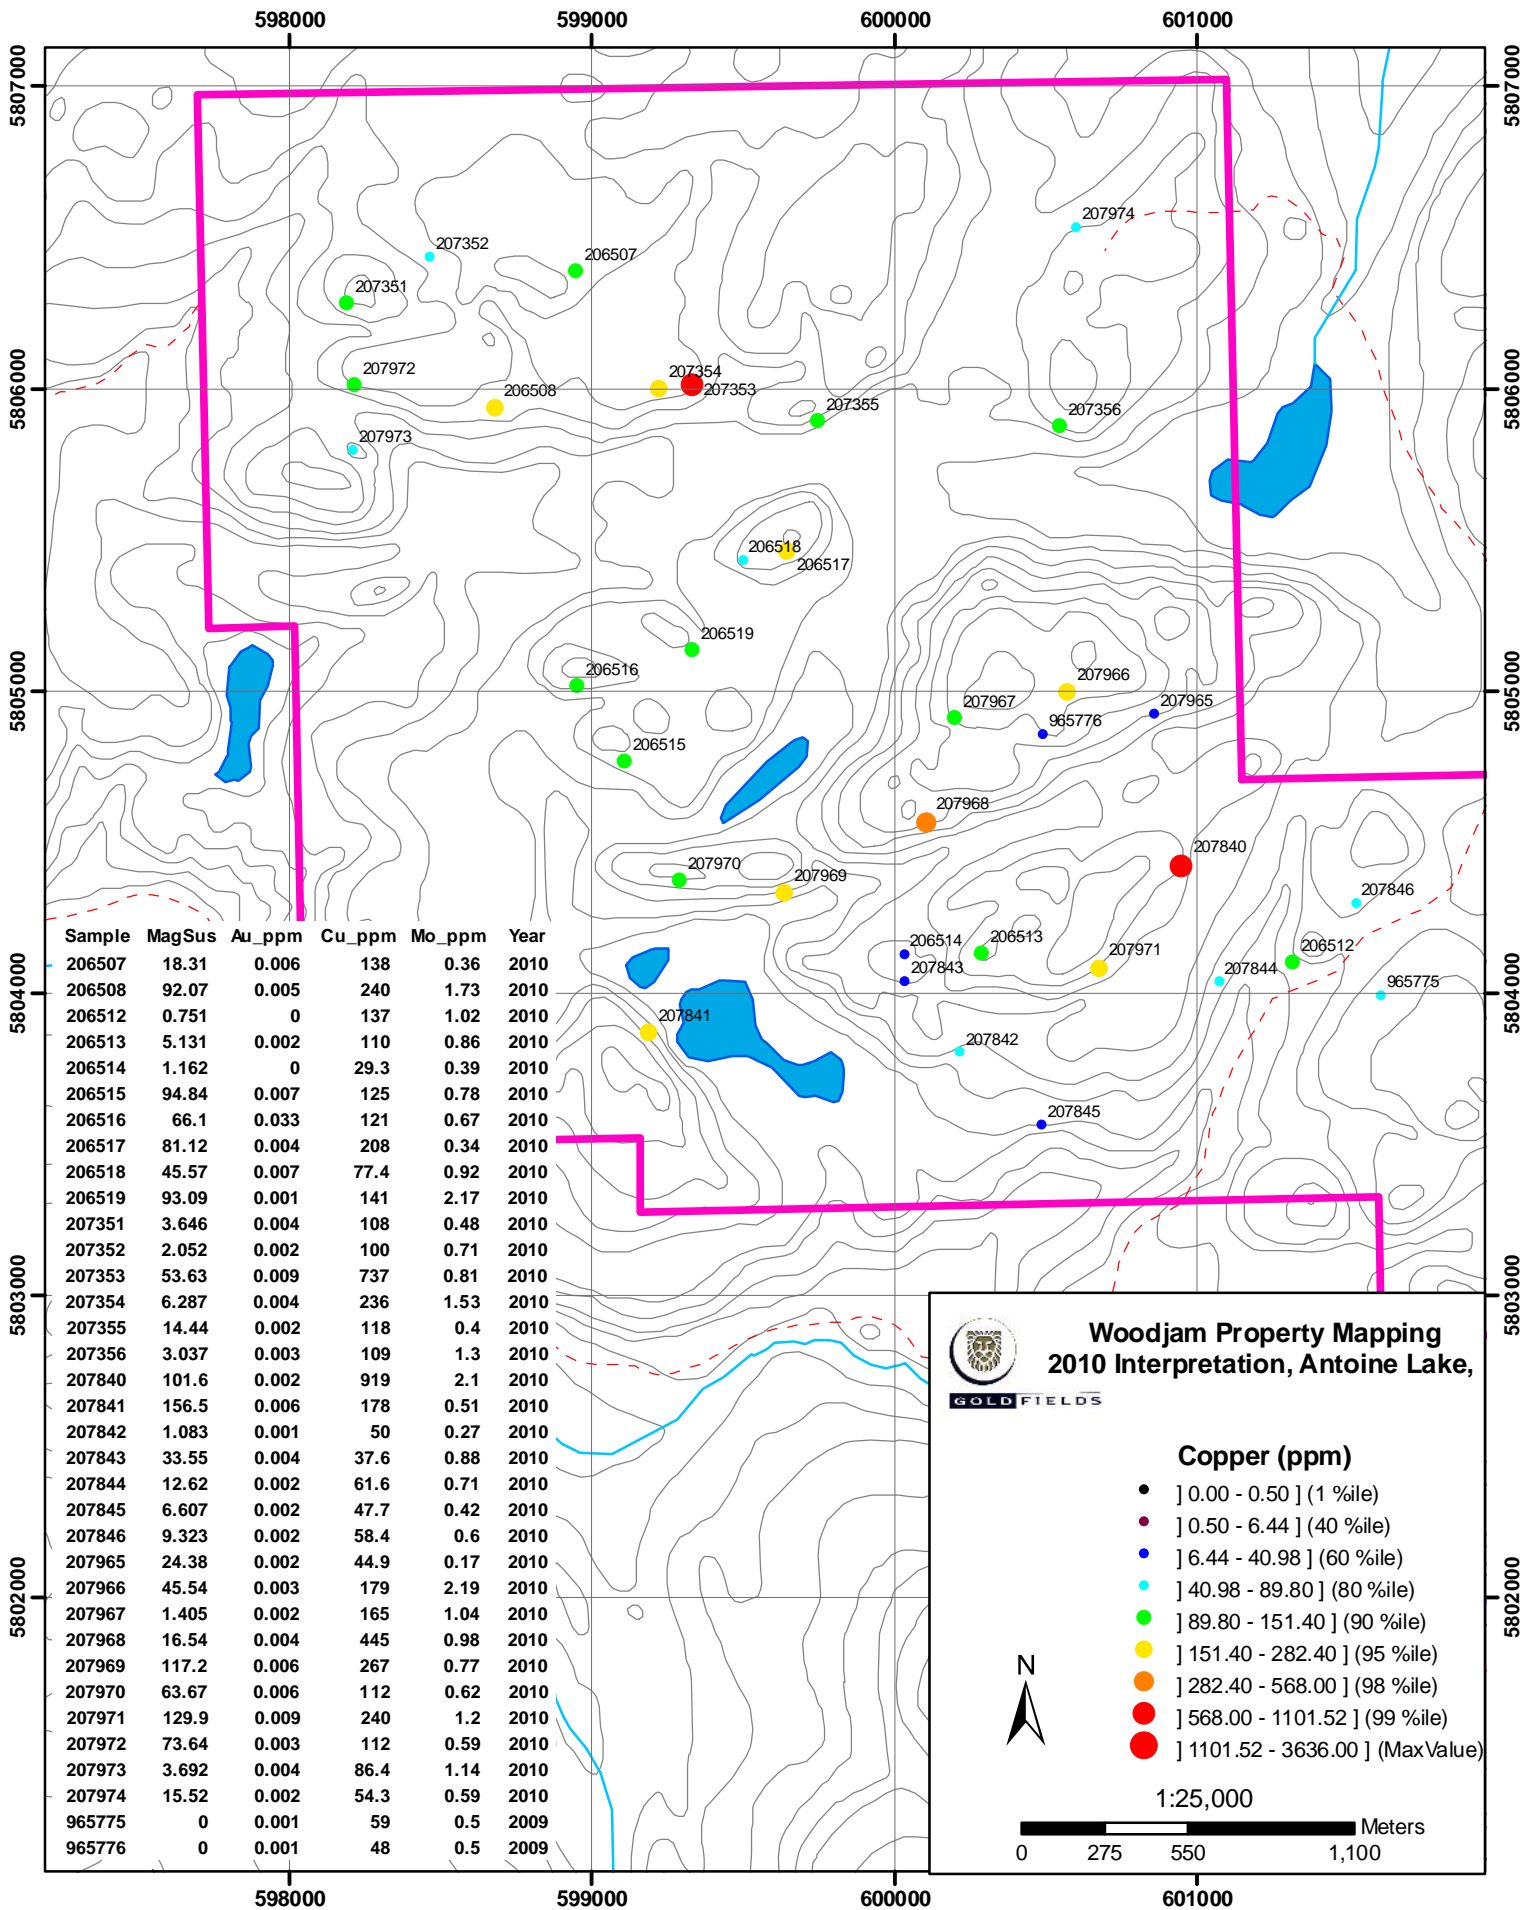 598000 599000 600000 601000
5807000 5807000
207974
207352
206507
207351
207972
207354
206508
207353
5806000 5806000
207355
207356
207973
206518
206517
206519
206516
207966
5805000 5805000
207967
207965
965776
206515
207968
207840
207970
207969
207846
206514
206513
206512
207971
207843
207844
965775
5804000 5804000
207841
207842
207845
Sample MagSus Au_ppm Cu_ppm Mo_ppm Year
206507 18.31 0.006 138 0.36 2010
206508 92.07 0.005 240 1.73 2010
206512 0.751 0 137 1.02 2010
206513 5.131 0.002 110 0.86 2010
206514 1.162 0 29.3 0.39 2010
206515 94.84 0.007 125 0.78 2010
206516 66.1 0.033 121 0.67 2010
206517 81.12 0.004 208 0.34 2010
206518 45.57 0.007 77.4 0.92 2010
206519 93.09 0.001 141 2.17 2010
207351 3.646 0.004 108 0.48 2010
207352 2.052 0.002 100 0.71 2010
207353 53.63 0.009 737 0.81 2010
207354 6.287 0.004 236 1.53 2010
207355 14.44 0.002 118 0.4 2010
207356 3.037 0.002 109 1.3 2010
207840 101.6 0.002 919 2.1 2010
207841 156.5 0.006 178 0.51 2010
207842 1.083 0.001 50 0.27 2010
207843 33.55 0.004 37.6 0.88 2010
207844 12.62 0.002 61.6 0.71 2010
207845 6.607 0.002 47.7 0.42 2010
207846 9.323 0.002 58.4 0.6 2010
207965 24.38 0.002 44.9 0.17 2010
207966 45.54 0.003 179 2.19 2010
207967 1.405 0.002 165 1.04 2010
207968 16.54 0.004 445 0.98 2010
207969 117.2 0.006 267 0.77 2010
207970 63.67 0.006 112 0.62 2010
207971 129.9 0.009 240 1.2 2010
207972 73.64 0.003 112 0.59 2010
207973 3.692 0.004 86.4 1.14 2010
207974 15.52 0.002 54.3 0.59 2010
965775 0 0.001 59 0.5 2009
965776 0 0.001 48 0.5 2009
5803000 5803000
5802000 5802000
Woodjam Property Mapping
2010 Interpretation, Antoine Lake,
GOLD FIELDS
Copper (ppm)
] 0.00 - 0.50 ] (1 %ile)
] 0.50 - 6.44 ] (40 %ile)
] 6.44 - 40.98 ] (60 %ile)
] 40.98 - 89.80 ] (80 %ile)
] 89.80 - 151.40 ] (90 %ile)
] 151.40 - 282.40 ] (95 %ile)
] 282.40 - 568.00 ] (98 %ile)
] 568.00 - 1101.52 ] (99 %ile)
] 1101.52 - 3636.00 ] (MaxValue)
N
1:25,000
Meters
0 275 550 1,100
598000 599000 600000 601000